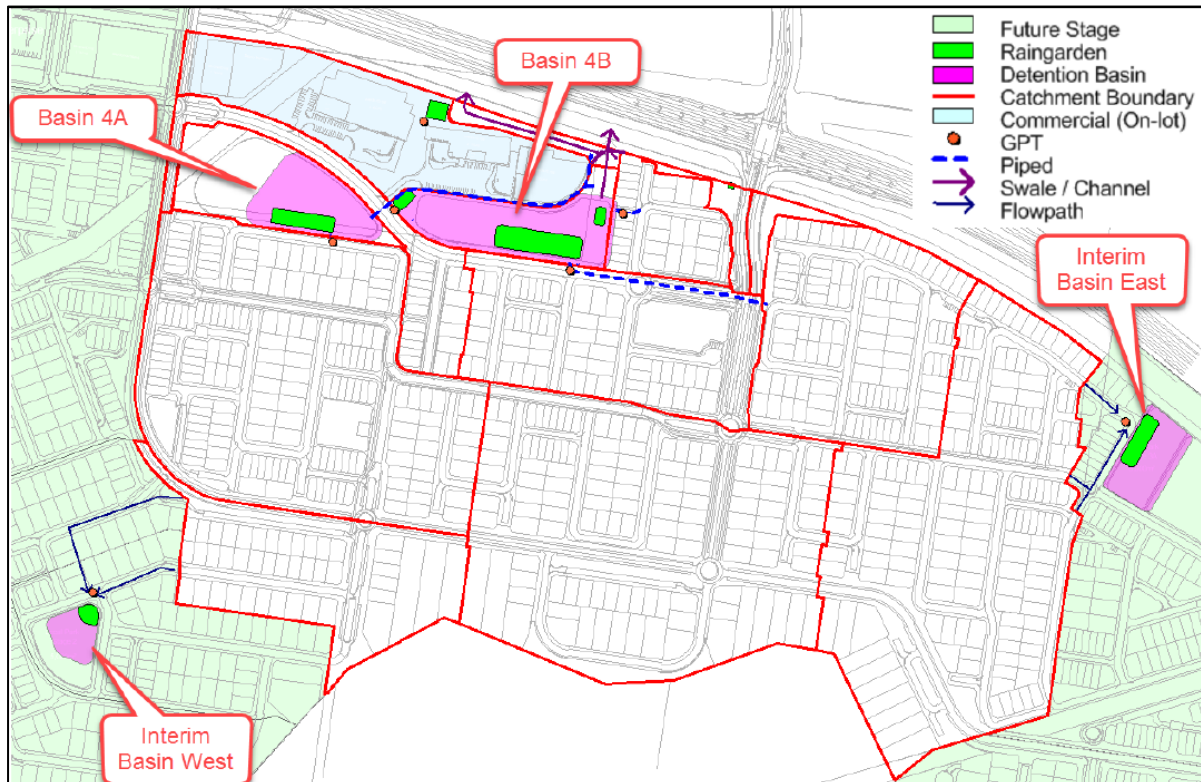 Basin 4B
Basin 4A
Future Stage
Raingarden
Detention Basin
Catchment Boundary
Commercial (On-lot)
GPT
Piped
Swale / Channel
Flowpath
Interim
Basin East
Interim
Basin West